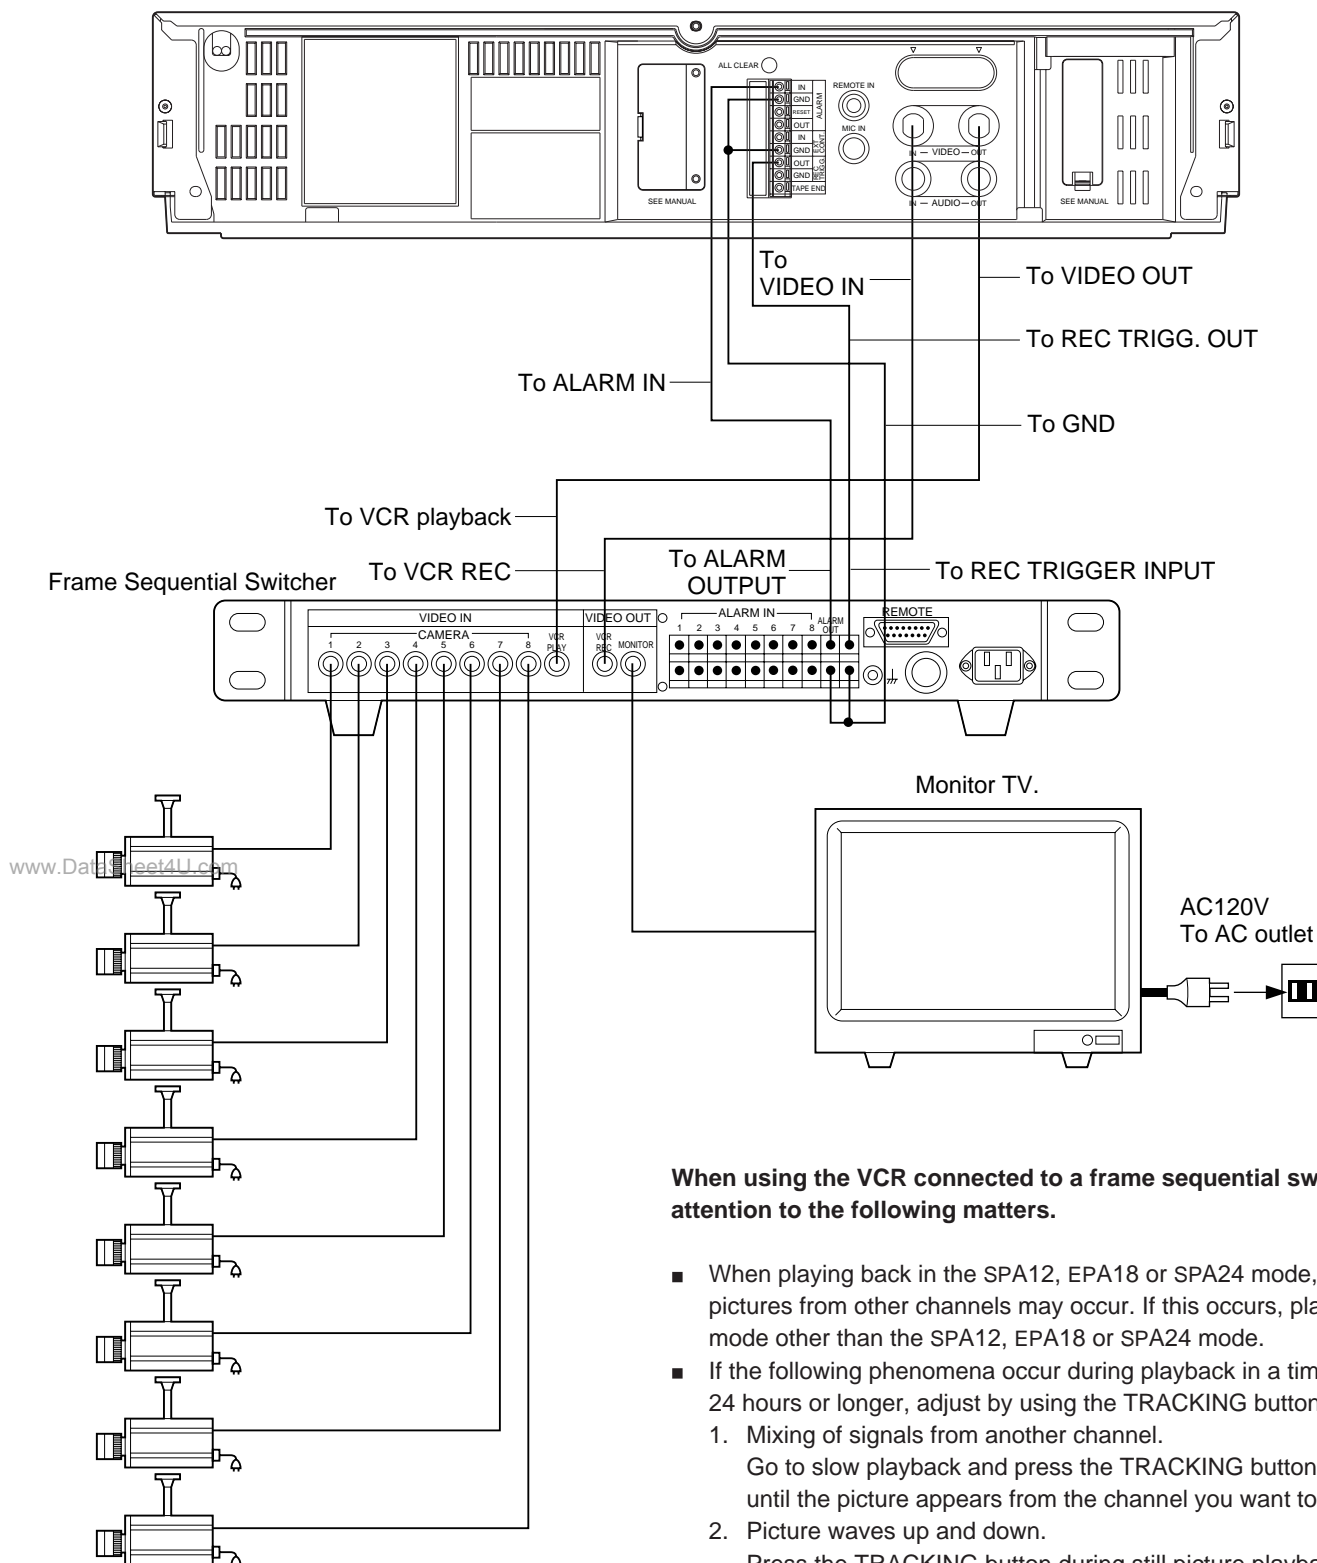 ALL CLEAR
IN
GND
RESET
OUT
ALARM
IN
GND
EXT CONT
OUT
GND
REC TRIGG
TAPE END
REMOTE IN
MIC IN
IN — VIDEO — OUT
IN — AUDIO — OUT
SEE MANUAL
SEE MANUAL
To
VIDEO IN
To VIDEO OUT
To REC TRIGG. OUT
To ALARM IN
To GND
To VCR playback
To VCR REC
To ALARM
OUTPUT
To REC TRIGGER INPUT
Frame Sequential Switcher
VIDEO IN
VIDEO OUT
CAMERA
1 2 3 4 5 6 7 8
VCR
PLAY
VCR
REC
MONITOR
ALARM IN
1 2 3 4 5 6 7 8
ALARM
OUT
REMOTE
Monitor TV.
www.DataSheet4U.com
AC120V
To AC outlet
When using the VCR connected to a frame sequential sw
attention to the following matters.
■ When playing back in the SPA12, EPA18 or SPA24 mode,
pictures from other channels may occur. If this occurs, pla
mode other than the SPA12, EPA18 or SPA24 mode.
■ If the following phenomena occur during playback in a tim
24 hours or longer, adjust by using the TRACKING button
1. Mixing of signals from another channel.
Go to slow playback and press the TRACKING button
until the picture appears from the channel you want to
2. Picture waves up and down.
Press the TRACKING button during still picture playba